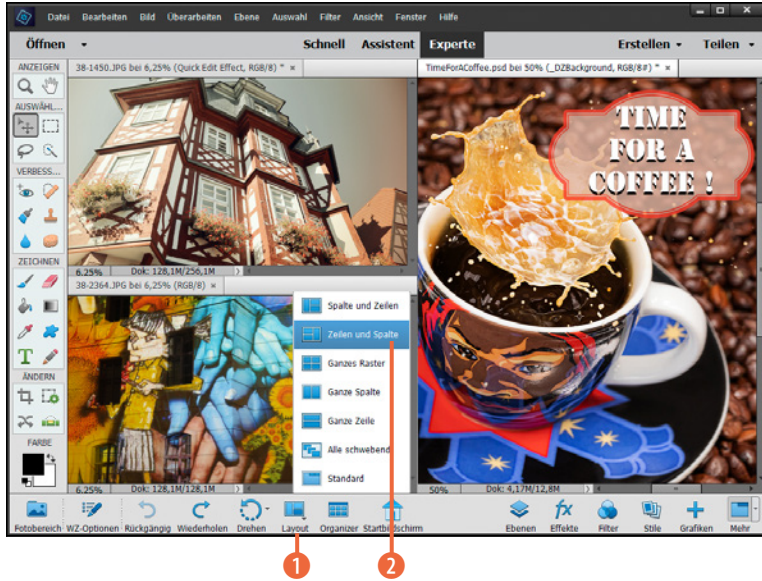 Datei Bearbeiten Bild Überarbeiten Ebene Auswahl Filter Ansicht Fenster Hilfe
Öffnen Schnell Assistent Experte Erstellen Teilen
ANZEIGEN
38-1450.JPG bei 6,25% (Quick Edit Effect, RGB/8) * ×
TimeForACoffee.psd bei 50% (_DZBackground, RGB/8#) * ×
AUSWÄHL...
VERBESS...
ZEICHNEN
ÄNDERN
FARBE
TIME
FOR A
COFFEE !
6,25% Dok: 128,1M/256,1M
38-2364.JPG bei 6,25% (RGB/8) ×
Spalte und Zeilen
Zeilen und Spalte
Ganzes Raster
Ganze Spalte
Ganze Zeile
Alle schwebend
Standard
6,25% Dok: 128,1M/128,1M
50% Dok: 4,17M/12,8M
Fotobereich WZ-Optionen Rückgängig Wiederholen Drehen Layout Organizer Startbildschirm Ebenen Effekte Filter Stile Grafiken Mehr
1 2